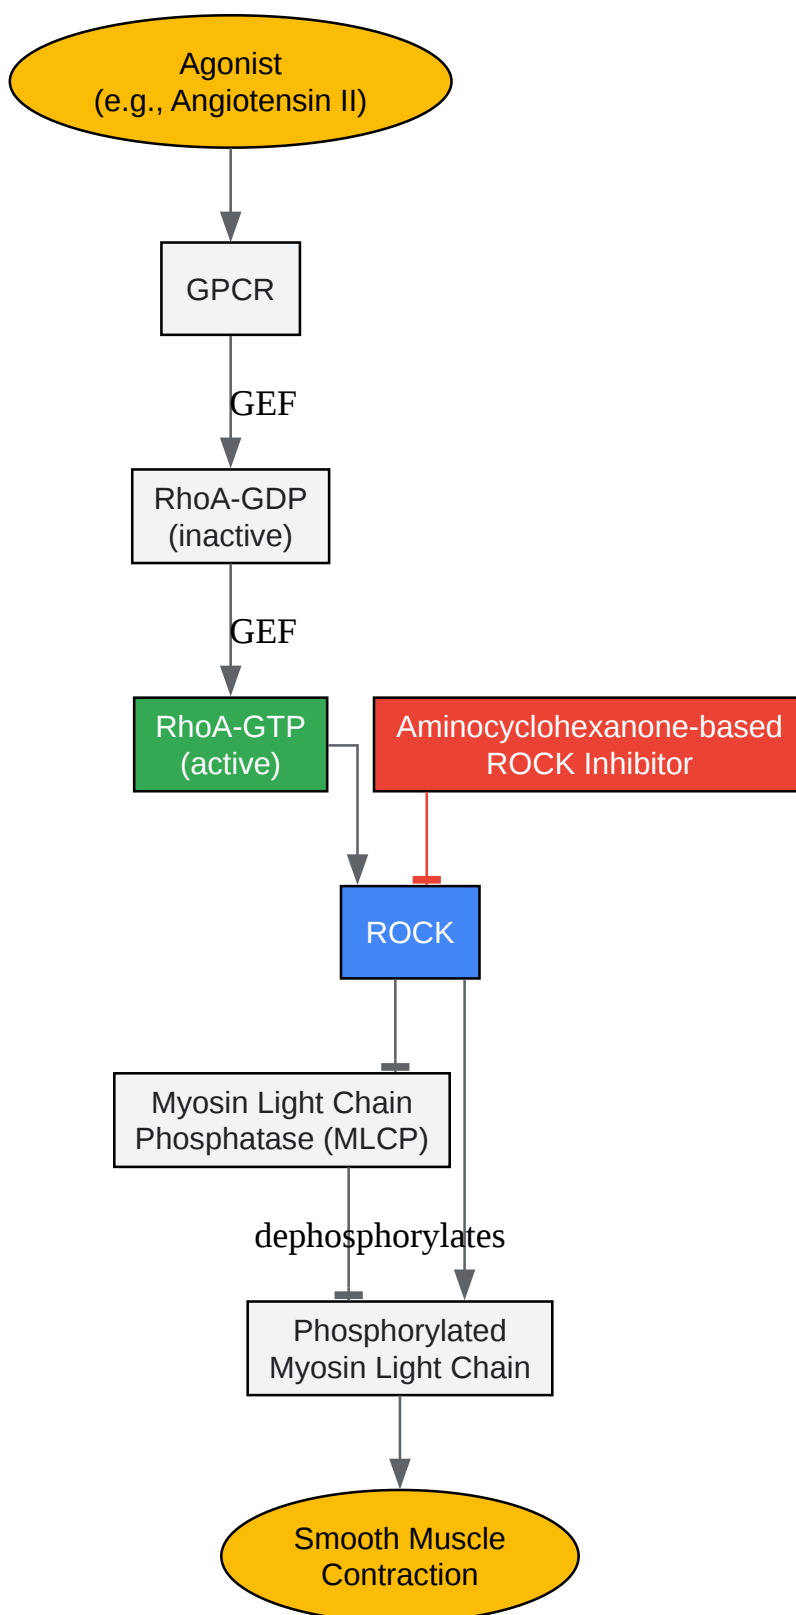 Agonist
(e.g., Angiotensin II)
GPCR
GEF
RhoA-GDP
(inactive)
GEF
RhoA-GTP
(active)
Aminocyclohexanone-based
ROCK Inhibitor
ROCK
Myosin Light Chain
Phosphatase (MLCP)
dephosphorylates
Phosphorylated
Myosin Light Chain
Smooth Muscle
Contraction